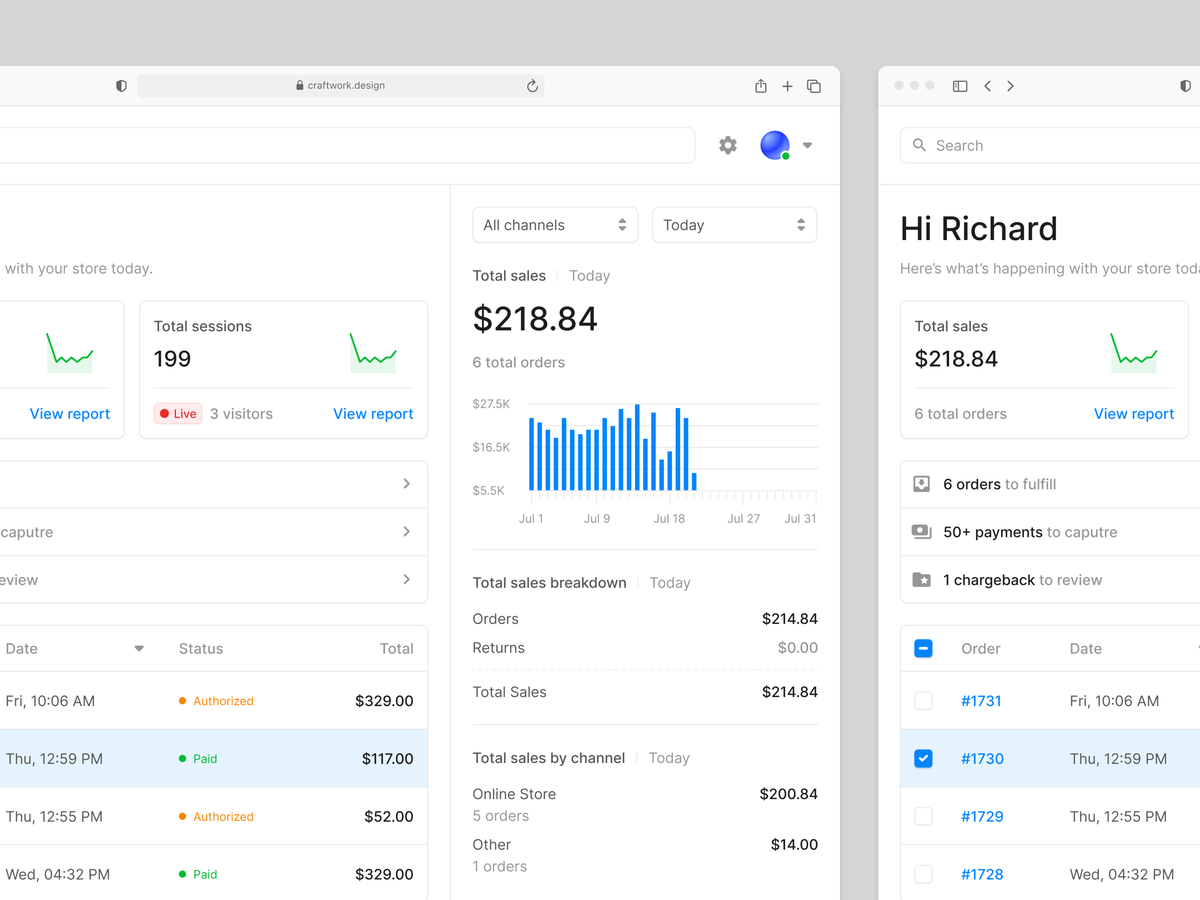 craftwork.design
with your store today.
View report
Total sessions
199
Live 3 visitors View report
caputre
eview
Date Status Total
Fri, 10:06 AM Authorized $329.00
Thu, 12:59 PM Paid $117.00
Thu, 12:55 PM Authorized $52.00
Wed, 04:32 PM Paid $329.00
All channels Today
Total sales Today
$218.84
6 total orders
$27.5K
$16.5K
$5.5K
Jul 1 Jul 9 Jul 18 Jul 27 Jul 31
Total sales breakdown Today
Orders $214.84
Returns $0.00
Total Sales $214.84
Total sales by channel Today
Online Store $200.84
5 orders
Other $14.00
1 orders
Search
Hi Richard
Here's what's happening with your store toda
Total sales
$218.84
6 total orders View report
6 orders to fulfill
50+ payments to caputre
1 chargeback to review
Order Date
#1731 Fri, 10:06 AM
#1730 Thu, 12:59 PM
#1729 Thu, 12:55 PM
#1728 Wed, 04:32 PM